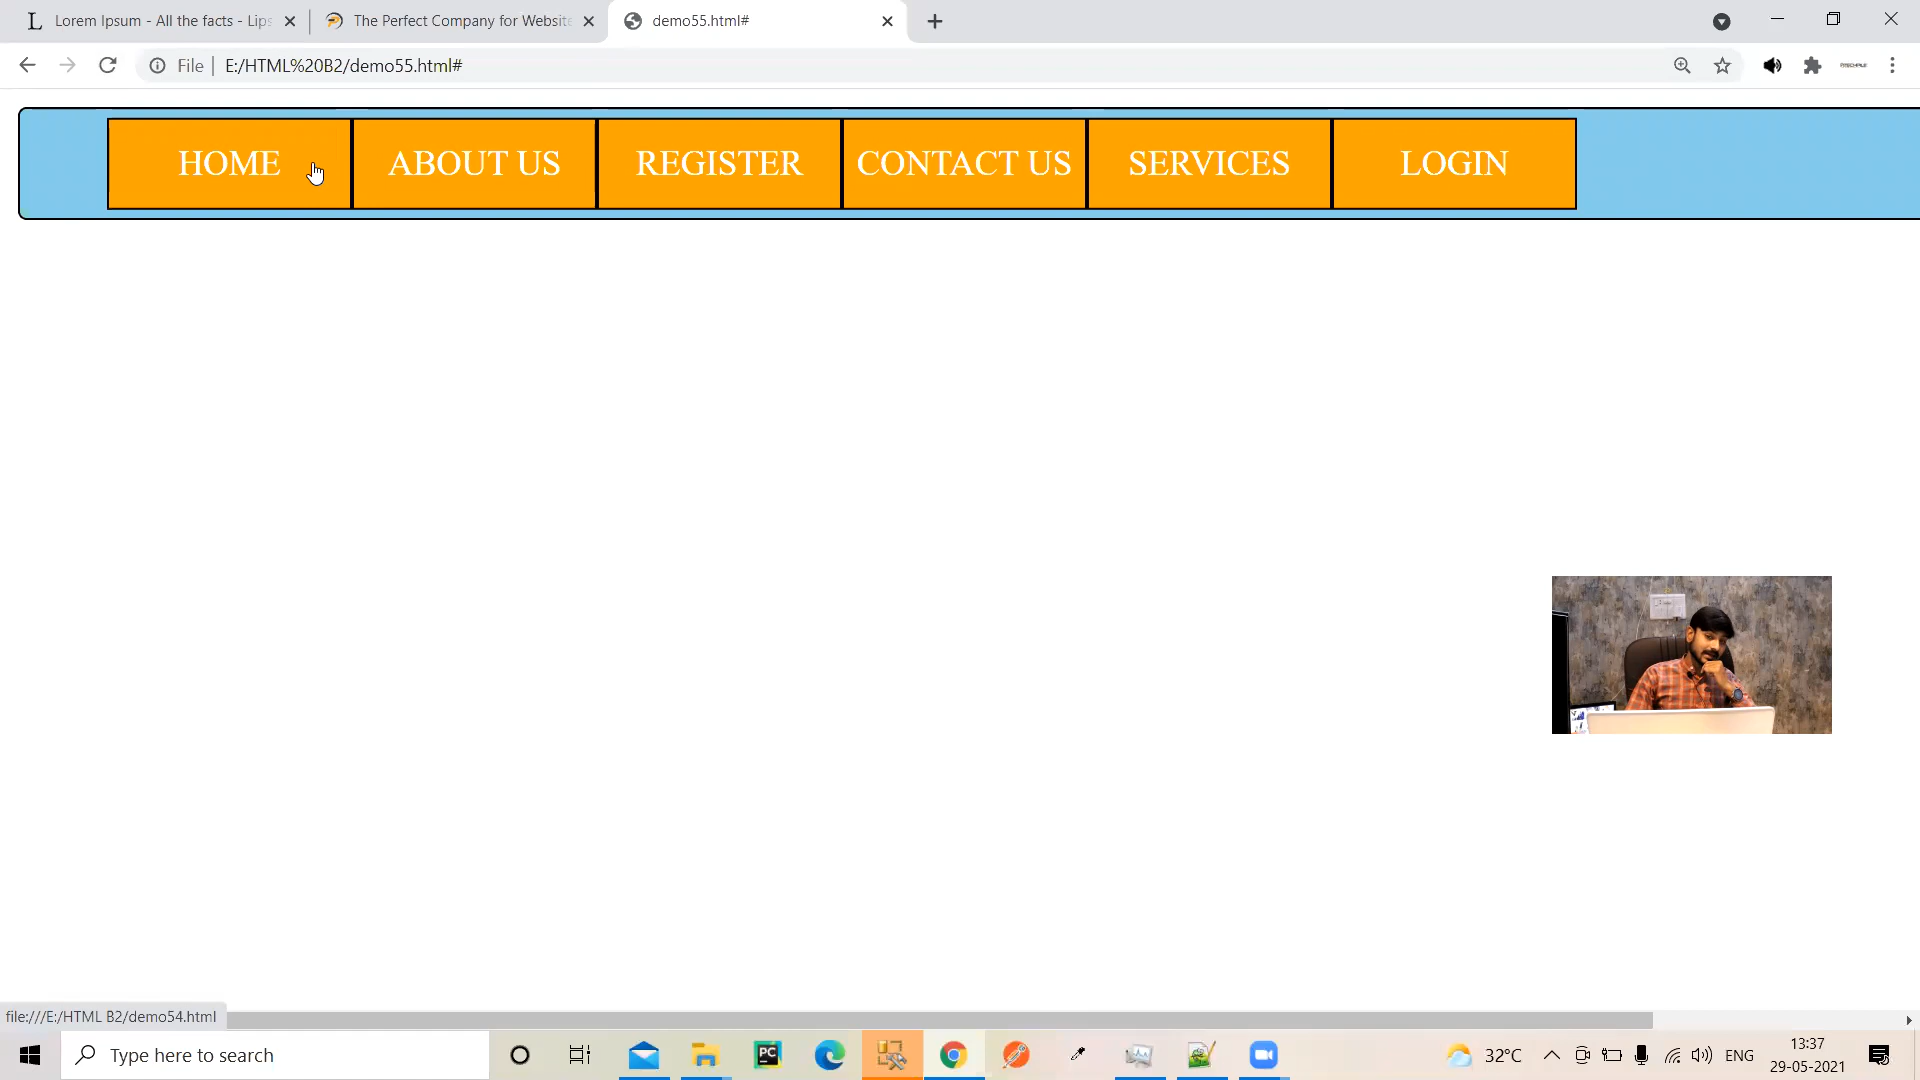 Lorem Ipsum - All the facts - Lips
The Perfect Company for Website
demo55.html#
File
E:/HTML%20B2/demo55.html#
HOME
ABOUT US
REGISTER
CONTACT US
SERVICES
LOGIN
file:///E:/HTML B2/demo54.html
Type here to search
PC
32°C
ENG
13:37
29-05-2021